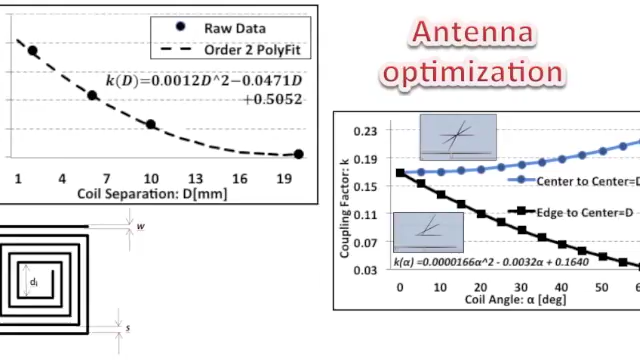 Antenna
optimization
Raw Data
Order 2 PolyFit
k(D)=0.0012D^2−0.0471D
+0.5052
1 4 7 10 13 16 19
Coil Separation: D[mm]
w
di
s
0.23
0.19
0.15
0.11
0.07
0.03
Coupling Factor: k
Center to Center=D
Edge to Center=D
k(α) =0.0000166α^2 - 0.0032α + 0.1640
0 10 20 30 40 50
Coil Angle: α [deg]